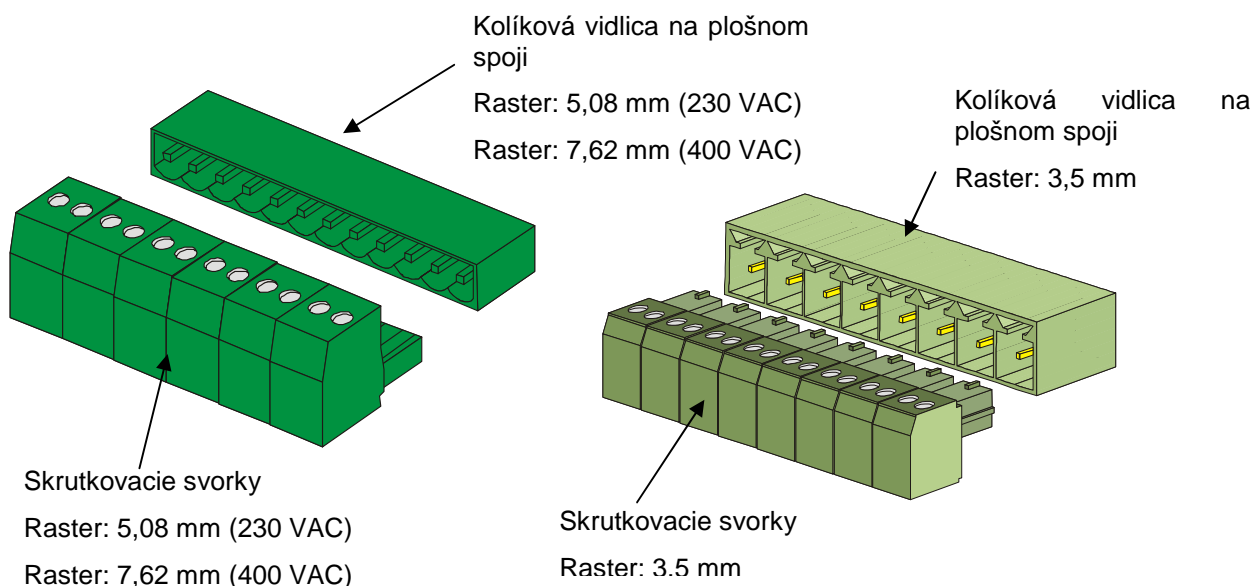 Kolíková vidlica na plošnom
spoji
Raster: 5,08 mm (230 VAC)
Raster: 7,62 mm (400 VAC)
Kolíková vidlica na
plošnom spoji
Raster: 3,5 mm
Skrutkovacie svorky
Raster: 5,08 mm (230 VAC)
Raster: 7,62 mm (400 VAC)
Skrutkovacie svorky
Raster: 3,5 mm